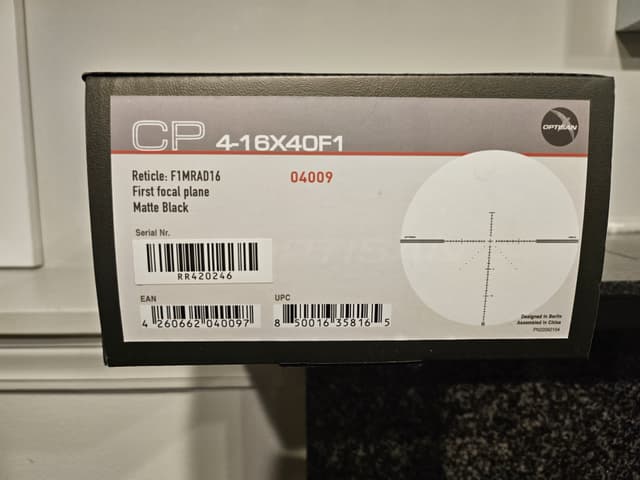 CP 4-16X40F1
OPTISAN
Reticle: F1MRAD16
04009
First focal plane
Matte Black
Serial Nr.
RR420246
EAN
4 260662 040097
UPC
8 50016 35816 5
Designed in Berlin
Assembled in China